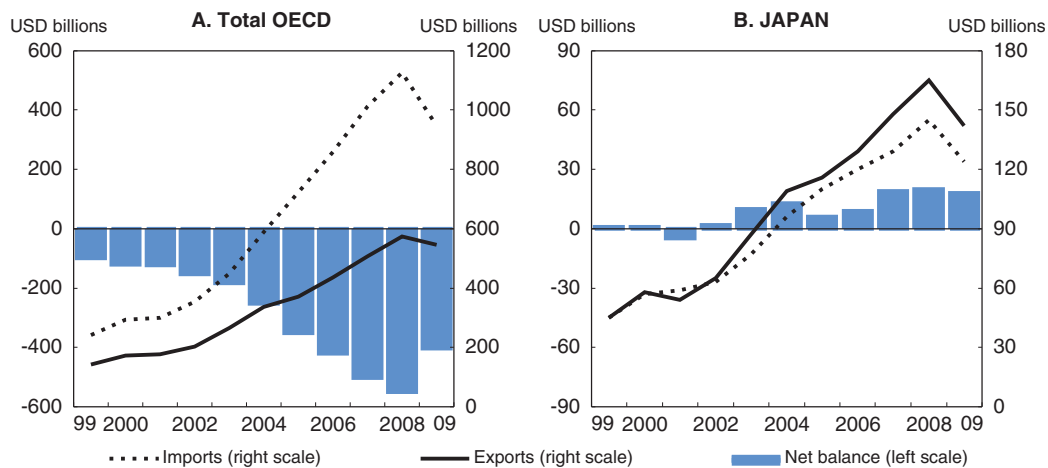 A. Total OECD
USD billions USD billions
600 1200
400 1000
200 800
0 600
-200 400
-400 200
-600 0
99 2000 2002 2004 2006 2008 09
B. JAPAN
USD billions USD billions
90 180
60 150
30 120
0 90
-30 60
-60 30
-90 0
99 2000 2002 2004 2006 2008 09
Imports (right scale) Exports (right scale) Net balance (left scale)